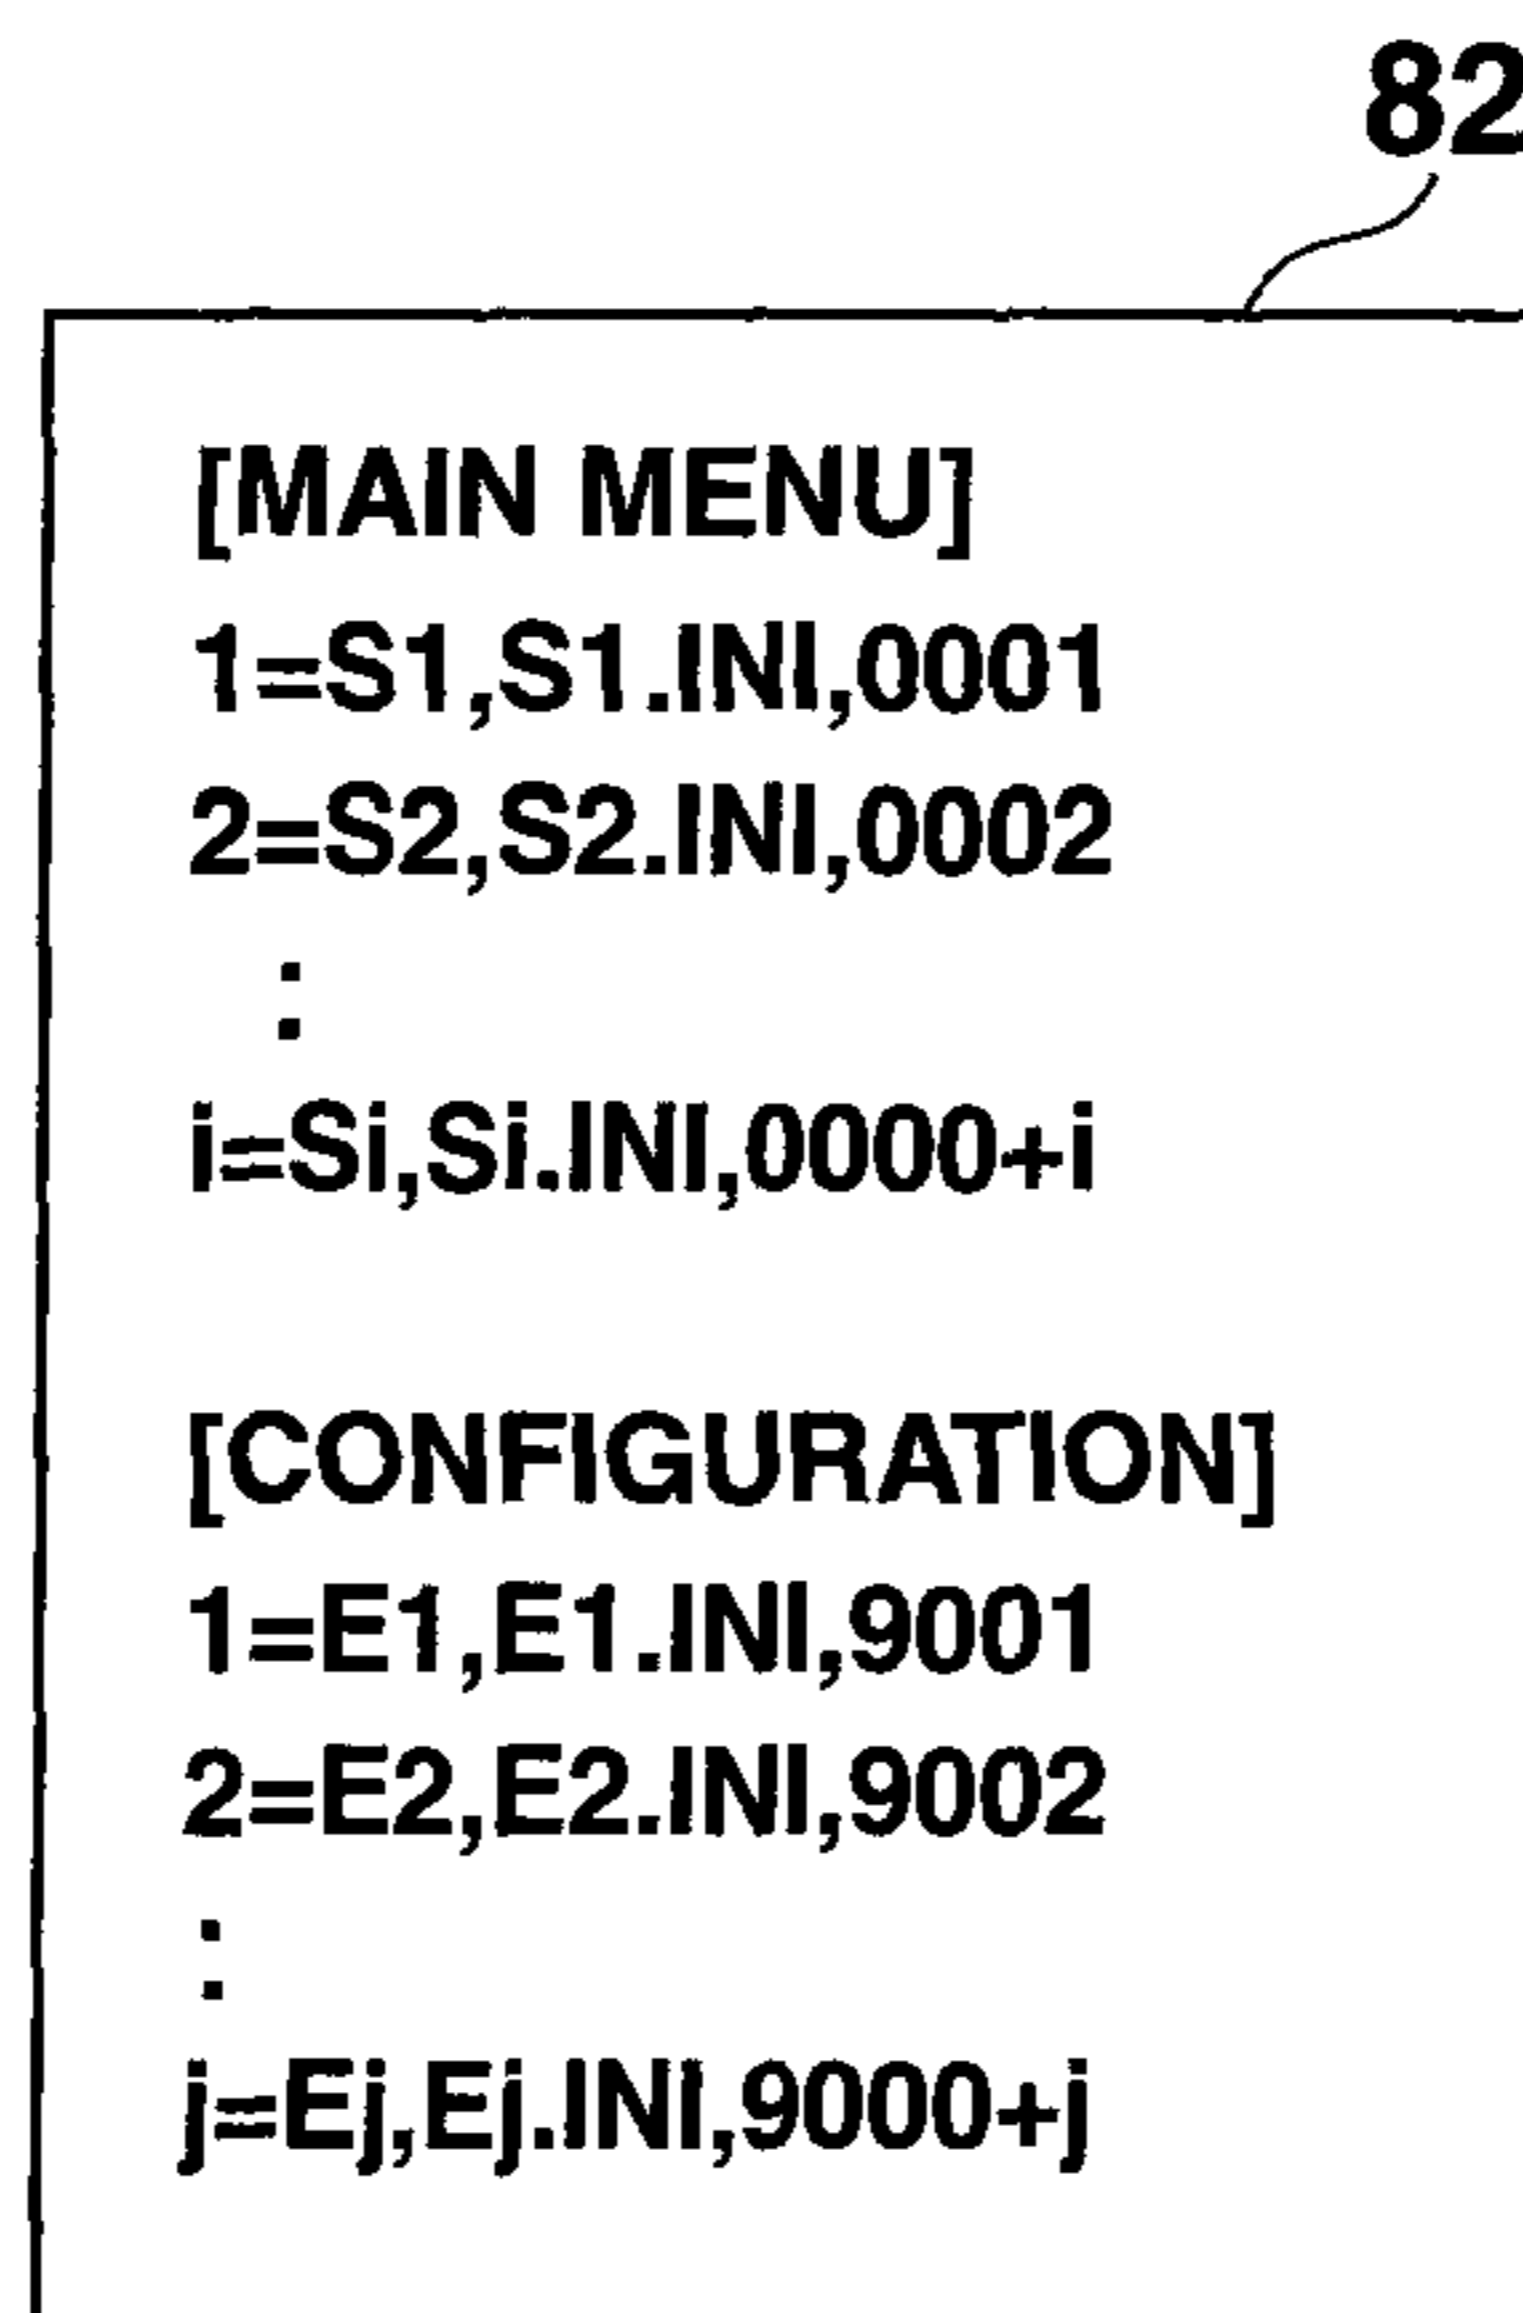 82
[MAIN MENU]
1=S1,S1.INI,0001
2=S2,S2.INI,0002
:
i=Si,Si.INI,0000+i
[CONFIGURATION]
1=E1,E1.INI,9001
2=E2,E2.INI,9002
:
j=Ej,Ej.INI,9000+j